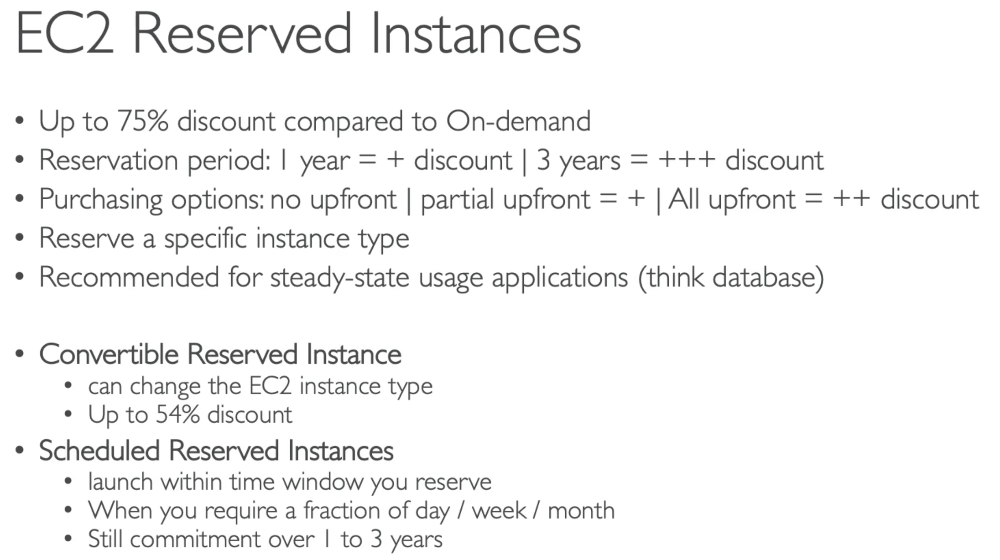 EC2 Reserved Instances
• Up to 75% discount compared to On-demand
• Reservation period: 1 year = + discount | 3 years = +++ discount
• Purchasing options: no upfront | partial upfront = + | All upfront = ++ discount
• Reserve a specific instance type
• Recommended for steady-state usage applications (think database)
• Convertible Reserved Instance
• can change the EC2 instance type
• Up to 54% discount
• Scheduled Reserved Instances
• launch within time window you reserve
• When you require a fraction of day / week / month
• Still commitment over 1 to 3 years